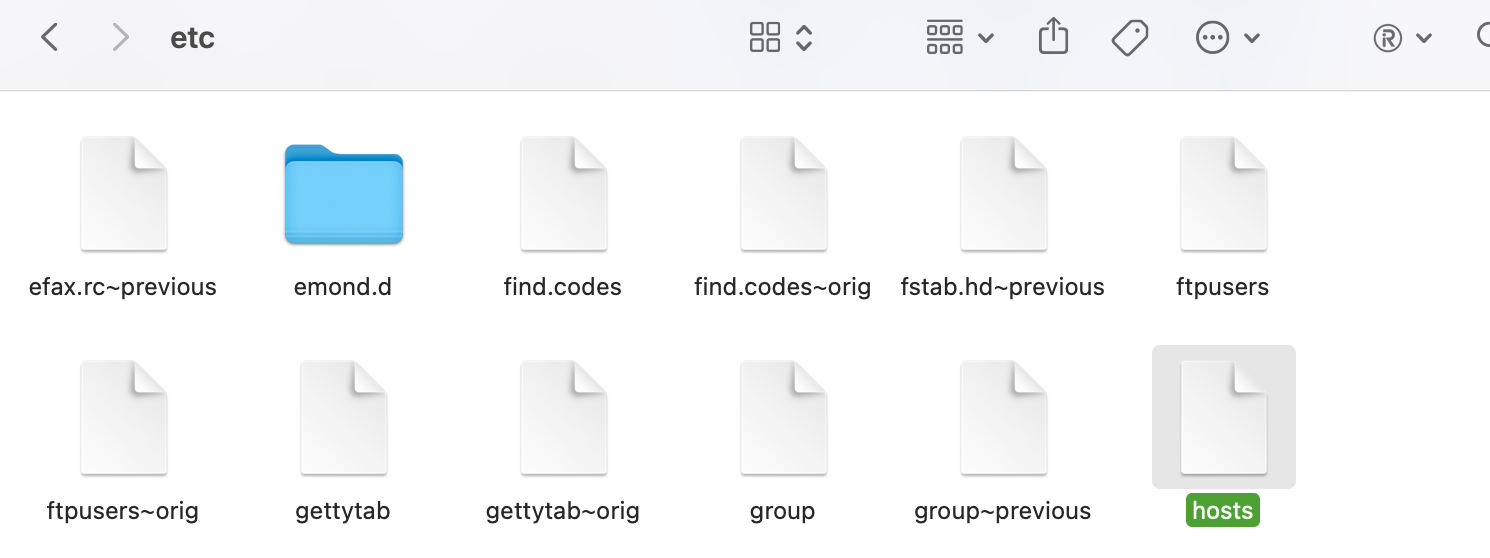 etc
efax.rc~previous
emond.d
find.codes
find.codes~orig
fstab.hd~previous
ftpusers
ftpusers~orig
gettytab
gettytab~orig
group
group~previous
hosts